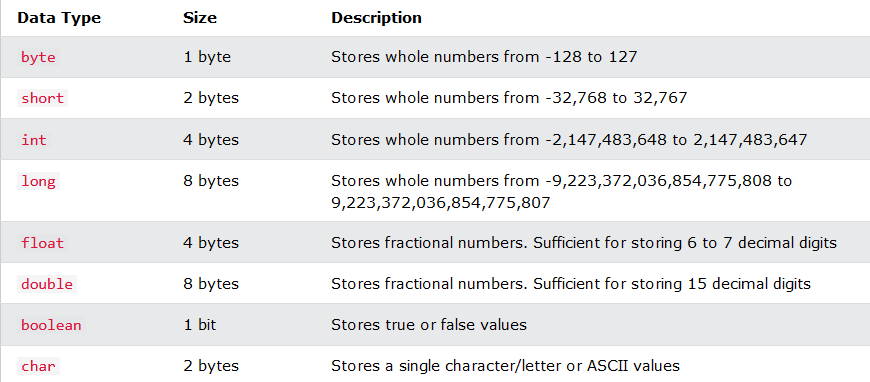 Data Type Size Description
byte 1 byte Stores whole numbers from -128 to 127
short 2 bytes Stores whole numbers from -32,768 to 32,767
int 4 bytes Stores whole numbers from -2,147,483,648 to 2,147,483,647
long 8 bytes Stores whole numbers from -9,223,372,036,854,775,808 to
9,223,372,036,854,775,807
float 4 bytes Stores fractional numbers. Sufficient for storing 6 to 7 decimal digits
double 8 bytes Stores fractional numbers. Sufficient for storing 15 decimal digits
boolean 1 bit Stores true or false values
char 2 bytes Stores a single character/letter or ASCII values